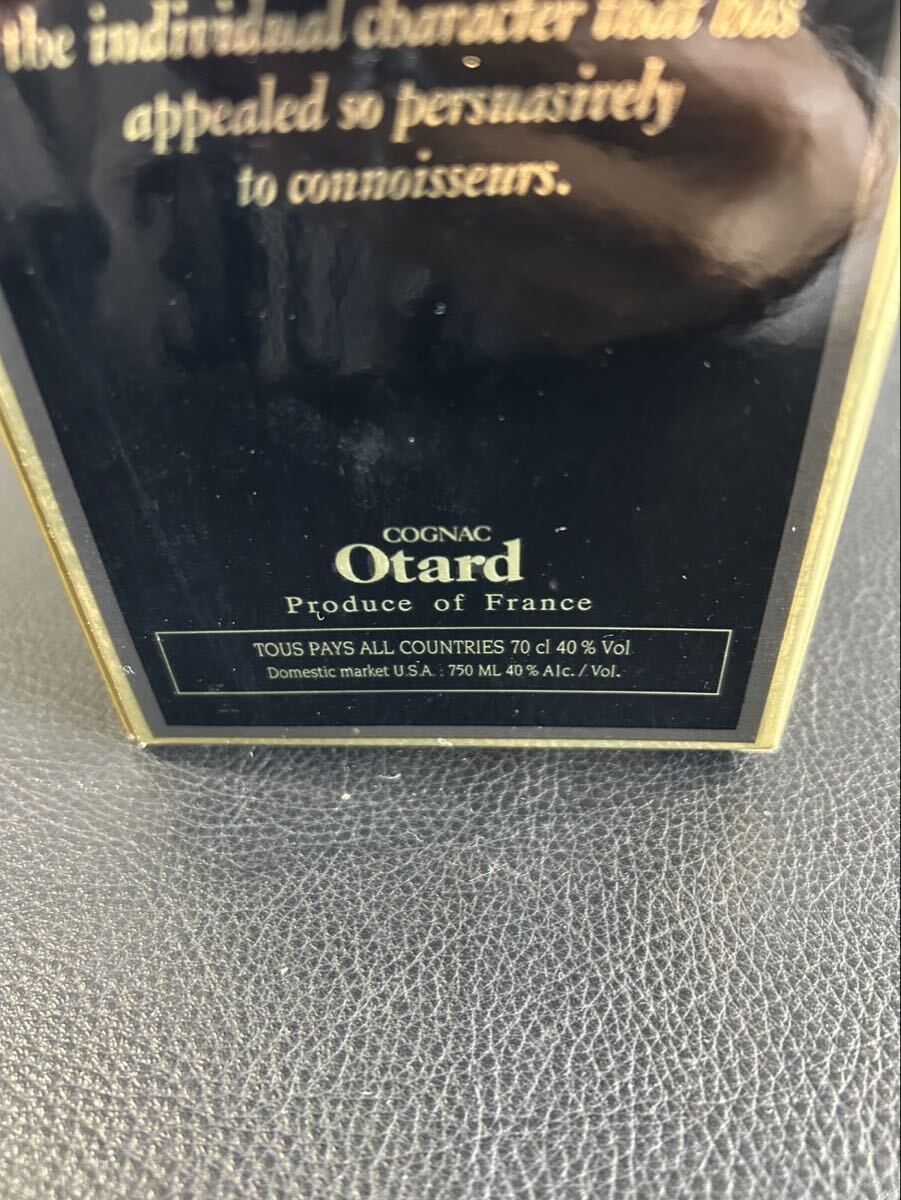 the individual character that has
appealed so persuasively
to connoisseurs.
COGNAC
Otard
Produce of France
TOUS PAYS ALL COUNTRIES 70 cl 40 % Vol
Domestic market U.S.A. : 750 ML 40 % Alc. / Vol.